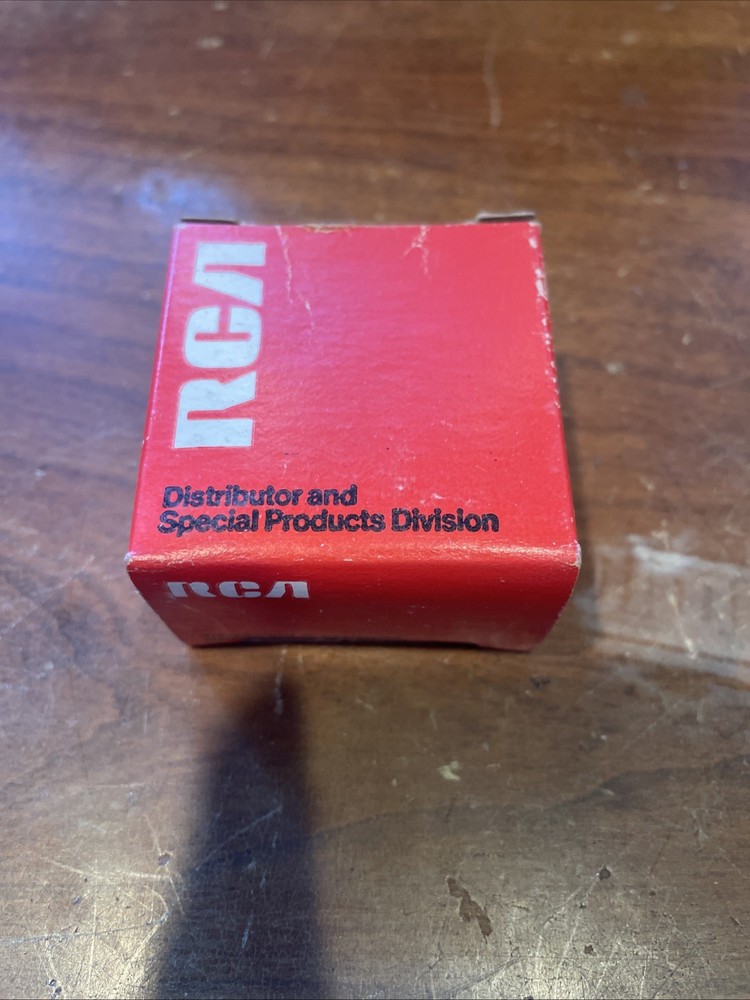 RCA
Distributor and
Special Products Division
RCA